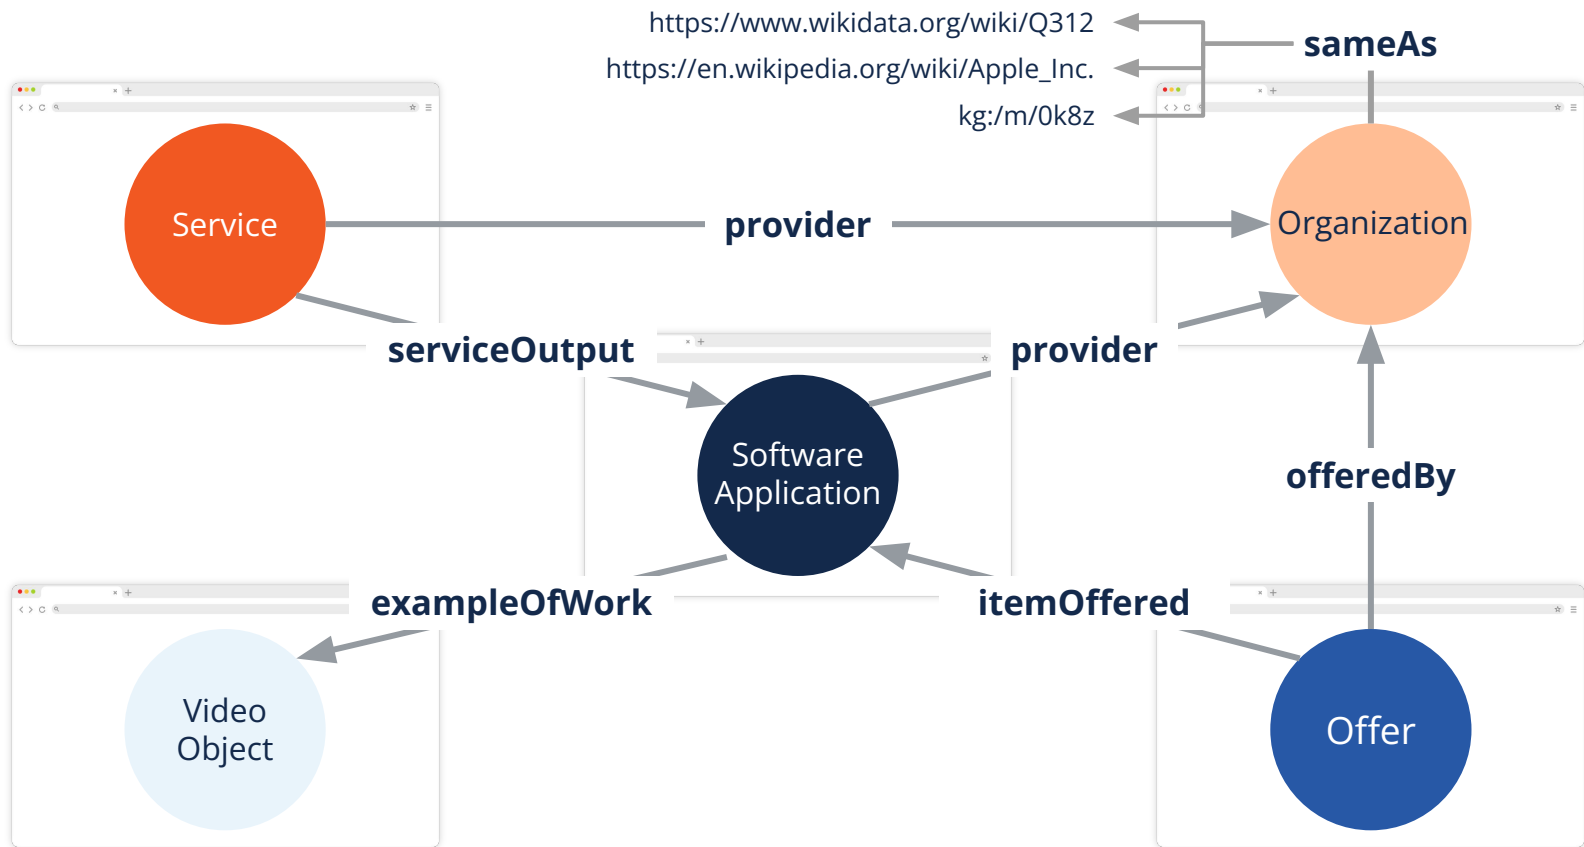 https://www.wikidata.org/wiki/Q312
sameAs
https://en.wikipedia.org/wiki/Apple_Inc.
kg:/m/0k8z
Service
provider
Organization
serviceOutput
provider
Software
Application
offeredBy
exampleOfWork
itemOffered
Video
Object
Offer